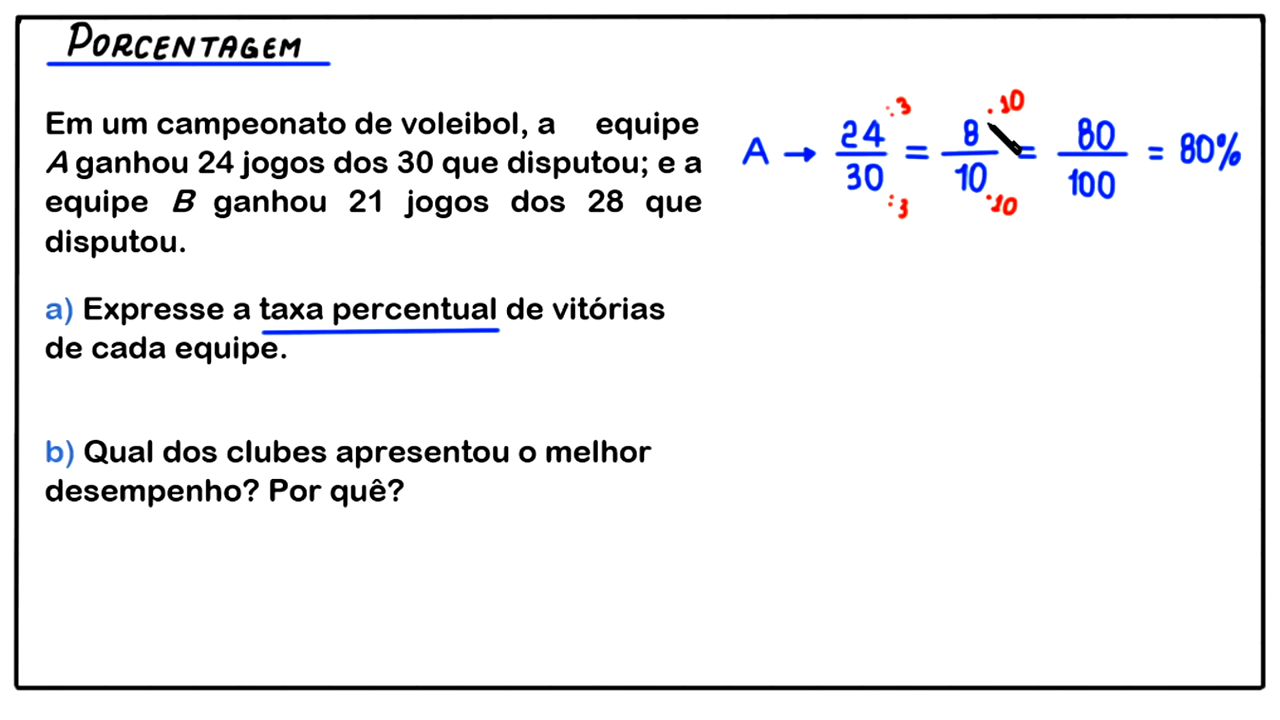 PORCENTAGEM
Em um campeonato de voleibol, a equipe
A ganhou 24 jogos dos 30 que disputou; e a
equipe B ganhou 21 jogos dos 28 que
disputou.
a) Expresse a taxa percentual de vitórias
de cada equipe.
b) Qual dos clubes apresentou o melhor
desempenho? Por quê?
:3 .10
A → 24/30 = 8/10 = 80/100 = 80%
:3 .10